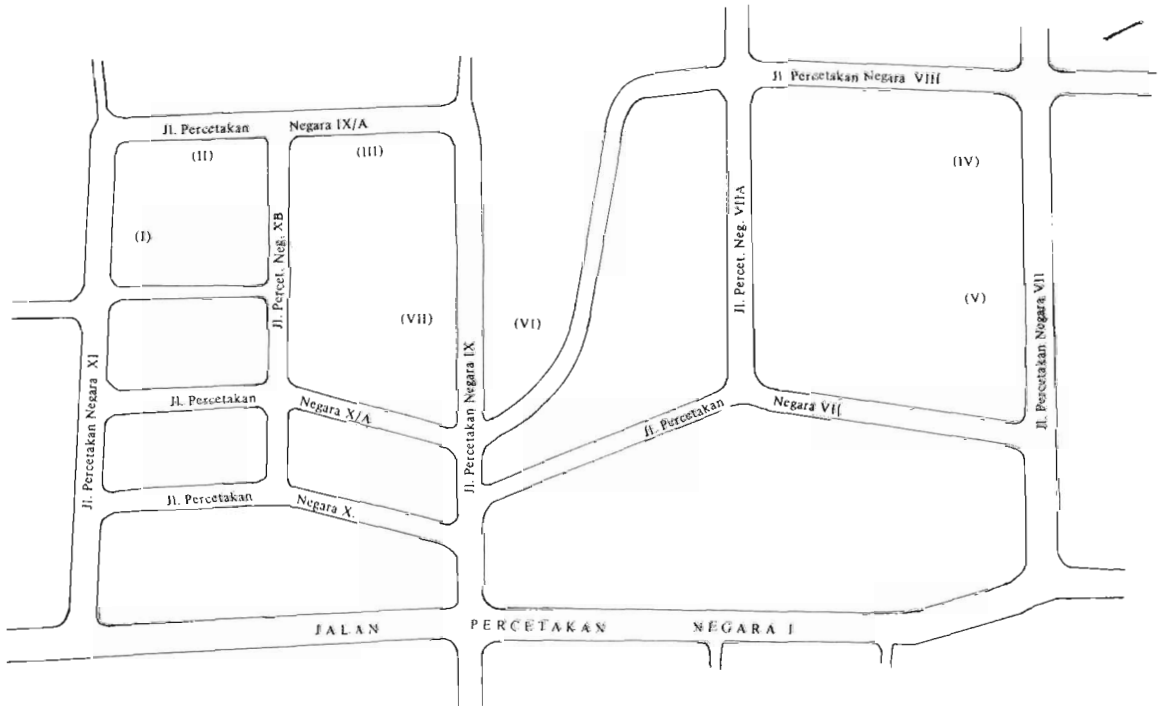 Jl. Percetakan Negara VIII
Jl. Percetakan Negara IX/A
(II)
(III)
(IV)
(I)
Jl. Percet. Neg. XB
Jl. Percet. Neg. VIIA
(V)
(VII)
(VI)
Jl. Percetakan Negara XI
Jl. Percetakan Negara IX
Jl. Percetakan Negara VII
Jl. Percetakan Negara X/A
Jl. Percetakan Negara VII
Jl. Percetakan Negara X.
JALAN PERCETAKAN NEGARA I